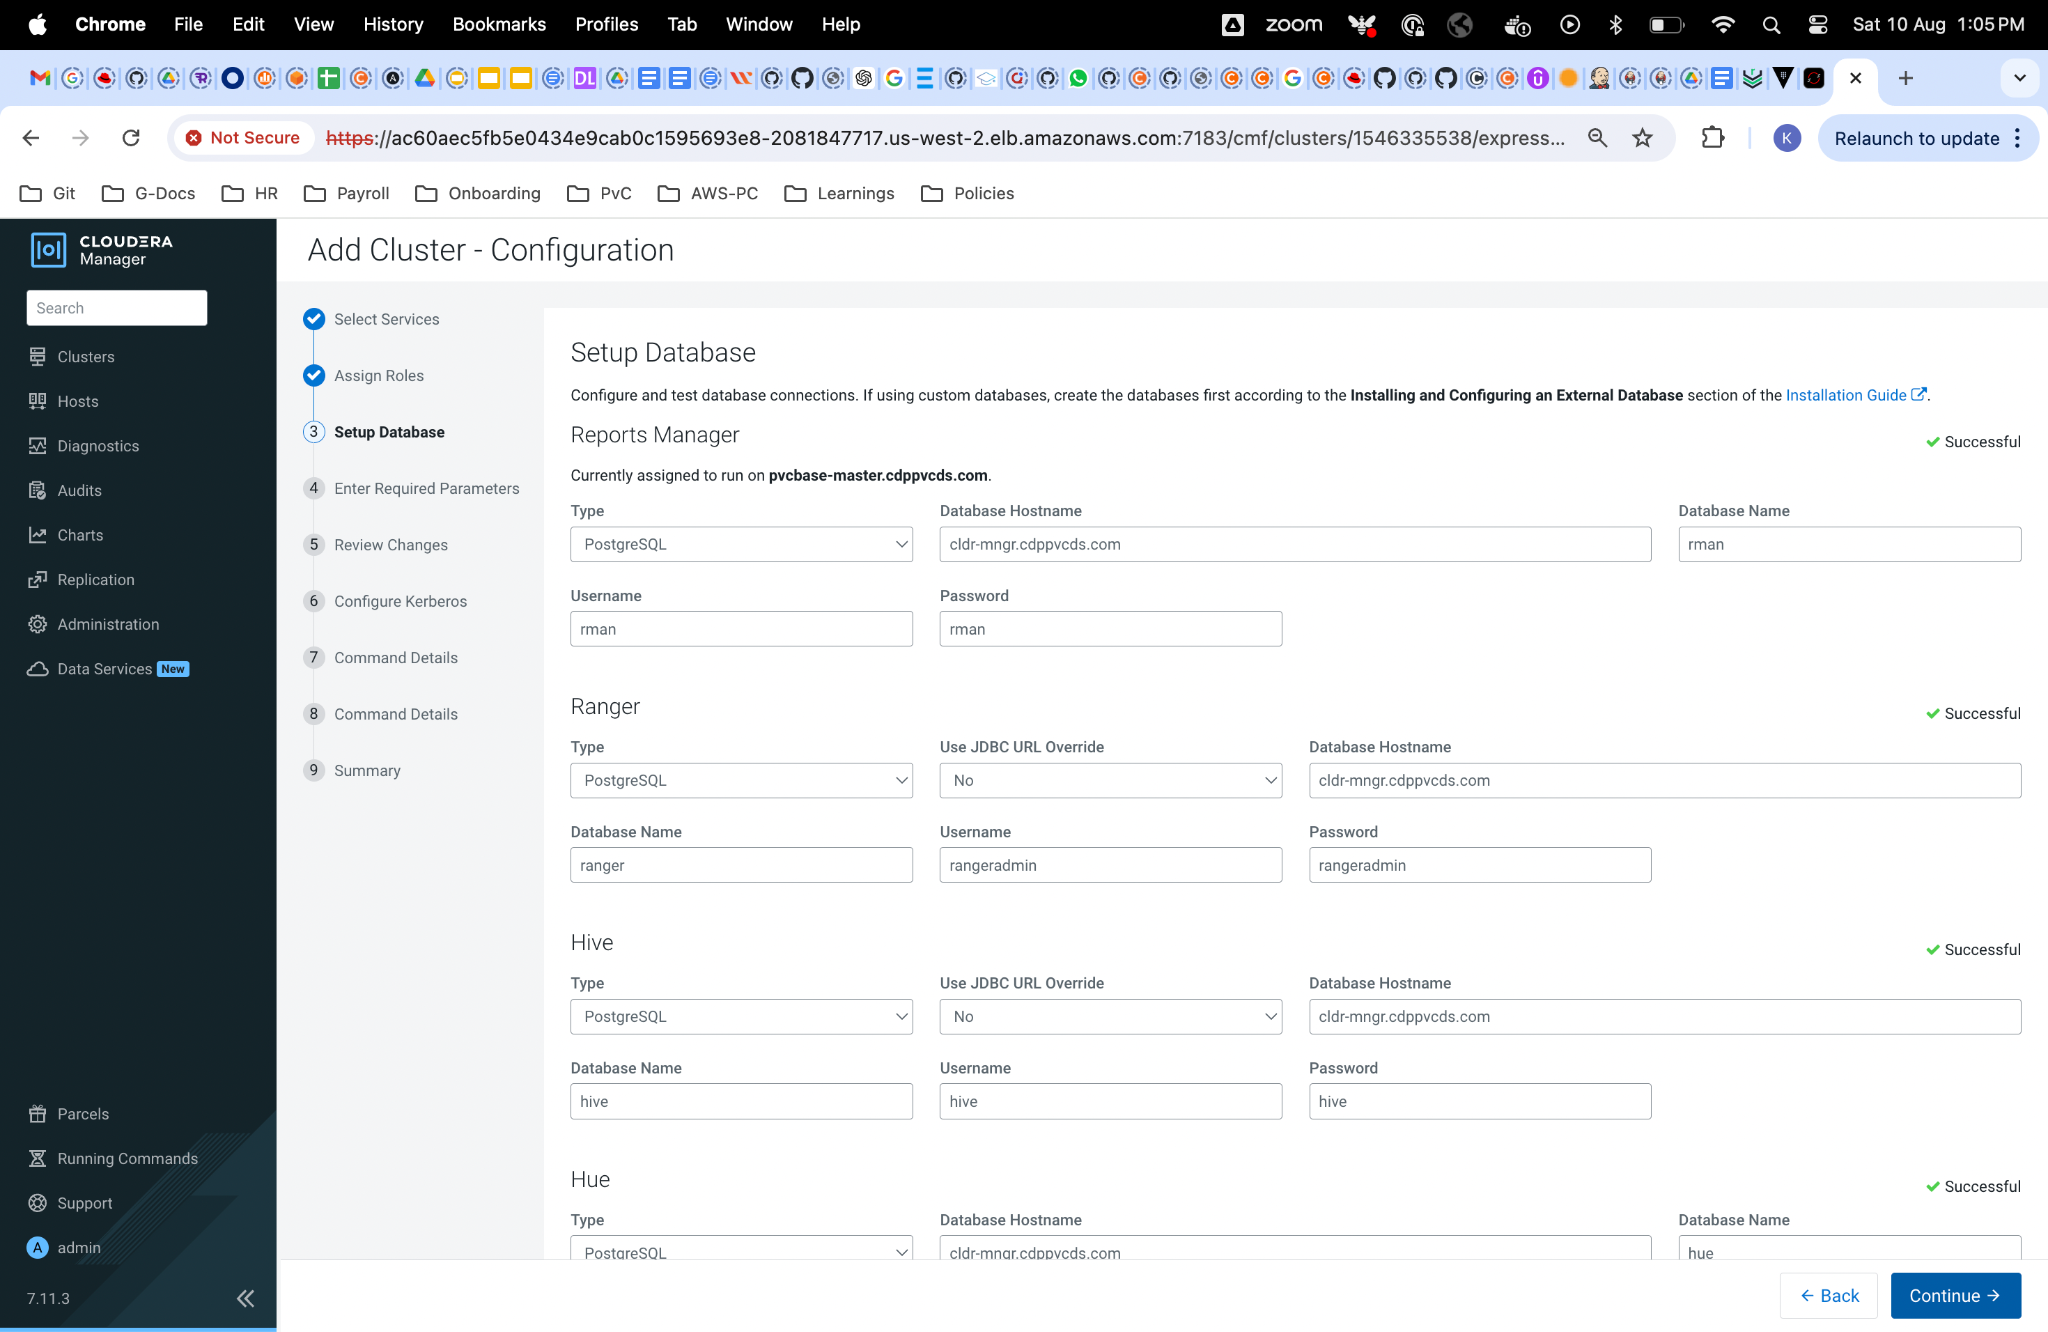 Chrome File Edit View History Bookmarks Profiles Tab Window Help zoom Sat 10 Aug 1:05 PM
Not Secure https://ac60aec5fb5e0434e9cab0c1595693e8-2081847717.us-west-2.elb.amazonaws.com:7183/cmf/clusters/1546335538/express... K Relaunch to update
Git G-Docs HR Payroll Onboarding PvC AWS-PC Learnings Policies
CLOUDERA
Manager
Search
Clusters
Hosts
Diagnostics
Audits
Charts
Replication
Administration
Data Services New
Parcels
Running Commands
Support
A admin
7.11.3
Add Cluster - Configuration
Select Services
Assign Roles
3 Setup Database
4 Enter Required Parameters
5 Review Changes
6 Configure Kerberos
7 Command Details
8 Command Details
9 Summary
Setup Database
Configure and test database connections. If using custom databases, create the databases first according to the Installing and Configuring an External Database section of the Installation Guide.
Reports Manager
Successful
Currently assigned to run on pvcbase-master.cdppvcds.com.
Type Database Hostname Database Name
PostgreSQL cldr-mngr.cdppvcds.com rman
Username Password
rman rman
Ranger
Successful
Type Use JDBC URL Override Database Hostname
PostgreSQL No cldr-mngr.cdppvcds.com
Database Name Username Password
ranger rangeradmin rangeradmin
Hive
Successful
Type Use JDBC URL Override Database Hostname
PostgreSQL No cldr-mngr.cdppvcds.com
Database Name Username Password
hive hive hive
Hue
Successful
Type Database Hostname Database Name
PostgreSQL cldr-mngr.cdppvcds.com hue
← Back Continue →